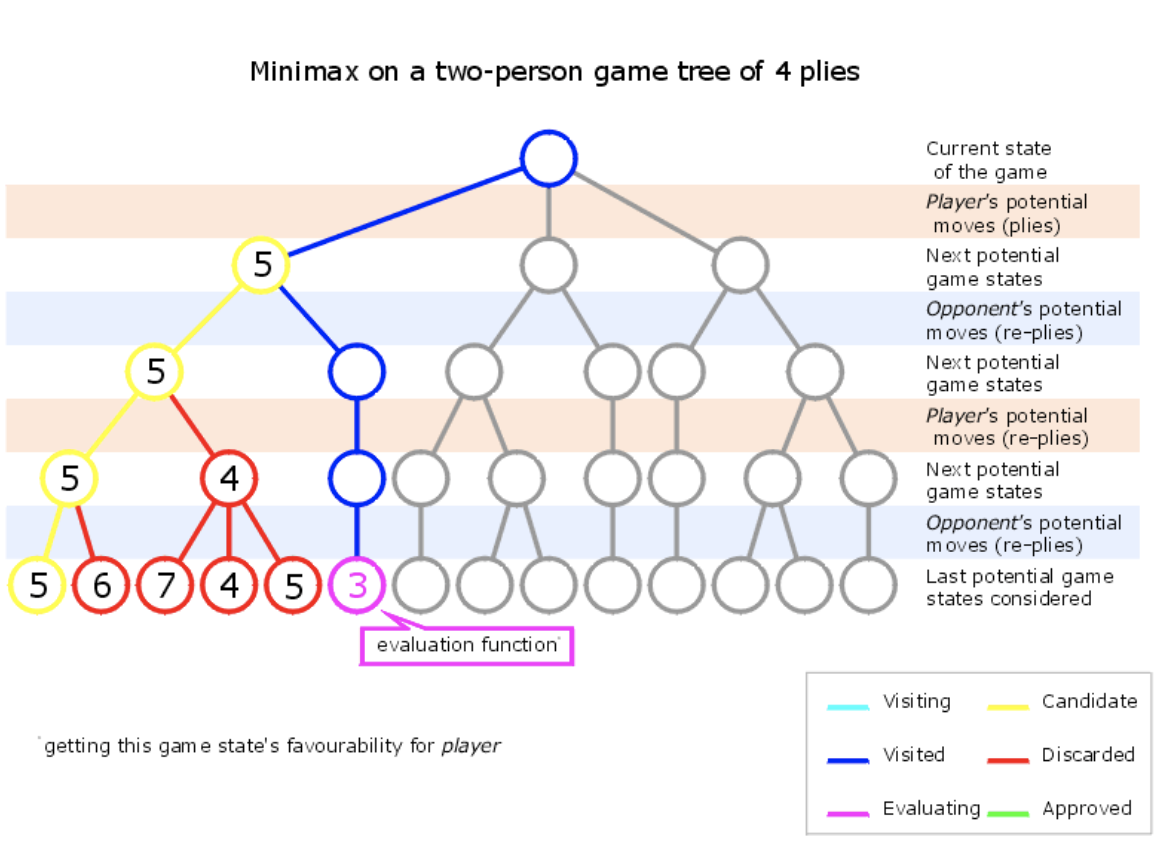 Minimax on a two-person game tree of 4 plies
Current state
of the game
Player's potential
moves (plies)
5
Next potential
game states
Opponent's potential
moves (re-plies)
5
Next potential
game states
Player's potential
moves (re-plies)
5 4
Next potential
game states
Opponent's potential
moves (re-plies)
5 6 7 4 5 3
Last potential game
states considered
evaluation function*
*getting this game state's favourability for player
Visiting Candidate
Visited Discarded
Evaluating Approved